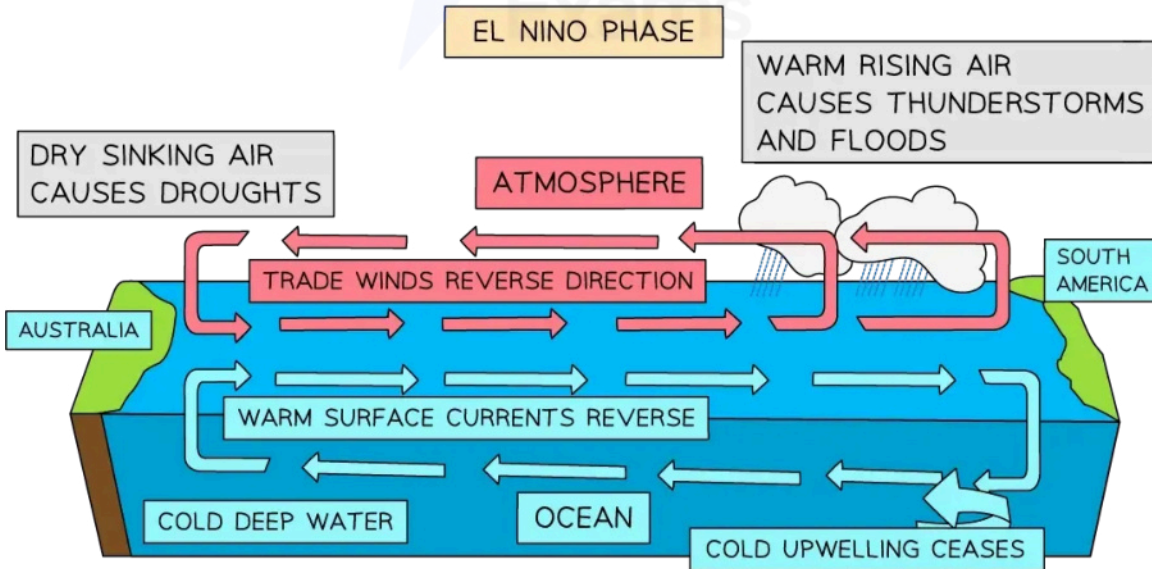 Exams
EL NINO PHASE
WARM RISING AIR
CAUSES THUNDERSTORMS
AND FLOODS
DRY SINKING AIR
CAUSES DROUGHTS
ATMOSPHERE
SOUTH
AMERICA
TRADE WINDS REVERSE DIRECTION
AUSTRALIA
WARM SURFACE CURRENTS REVERSE
COLD DEEP WATER
OCEAN
COLD UPWELLING CEASES